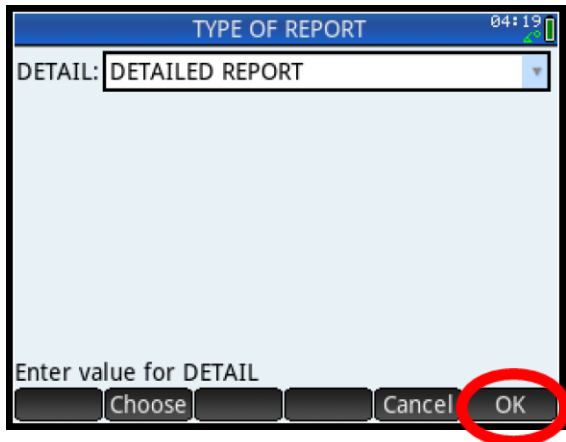 TYPE OF REPORT 04:19
DETAIL: DETAILED REPORT
Enter value for DETAIL
Choose Cancel OK